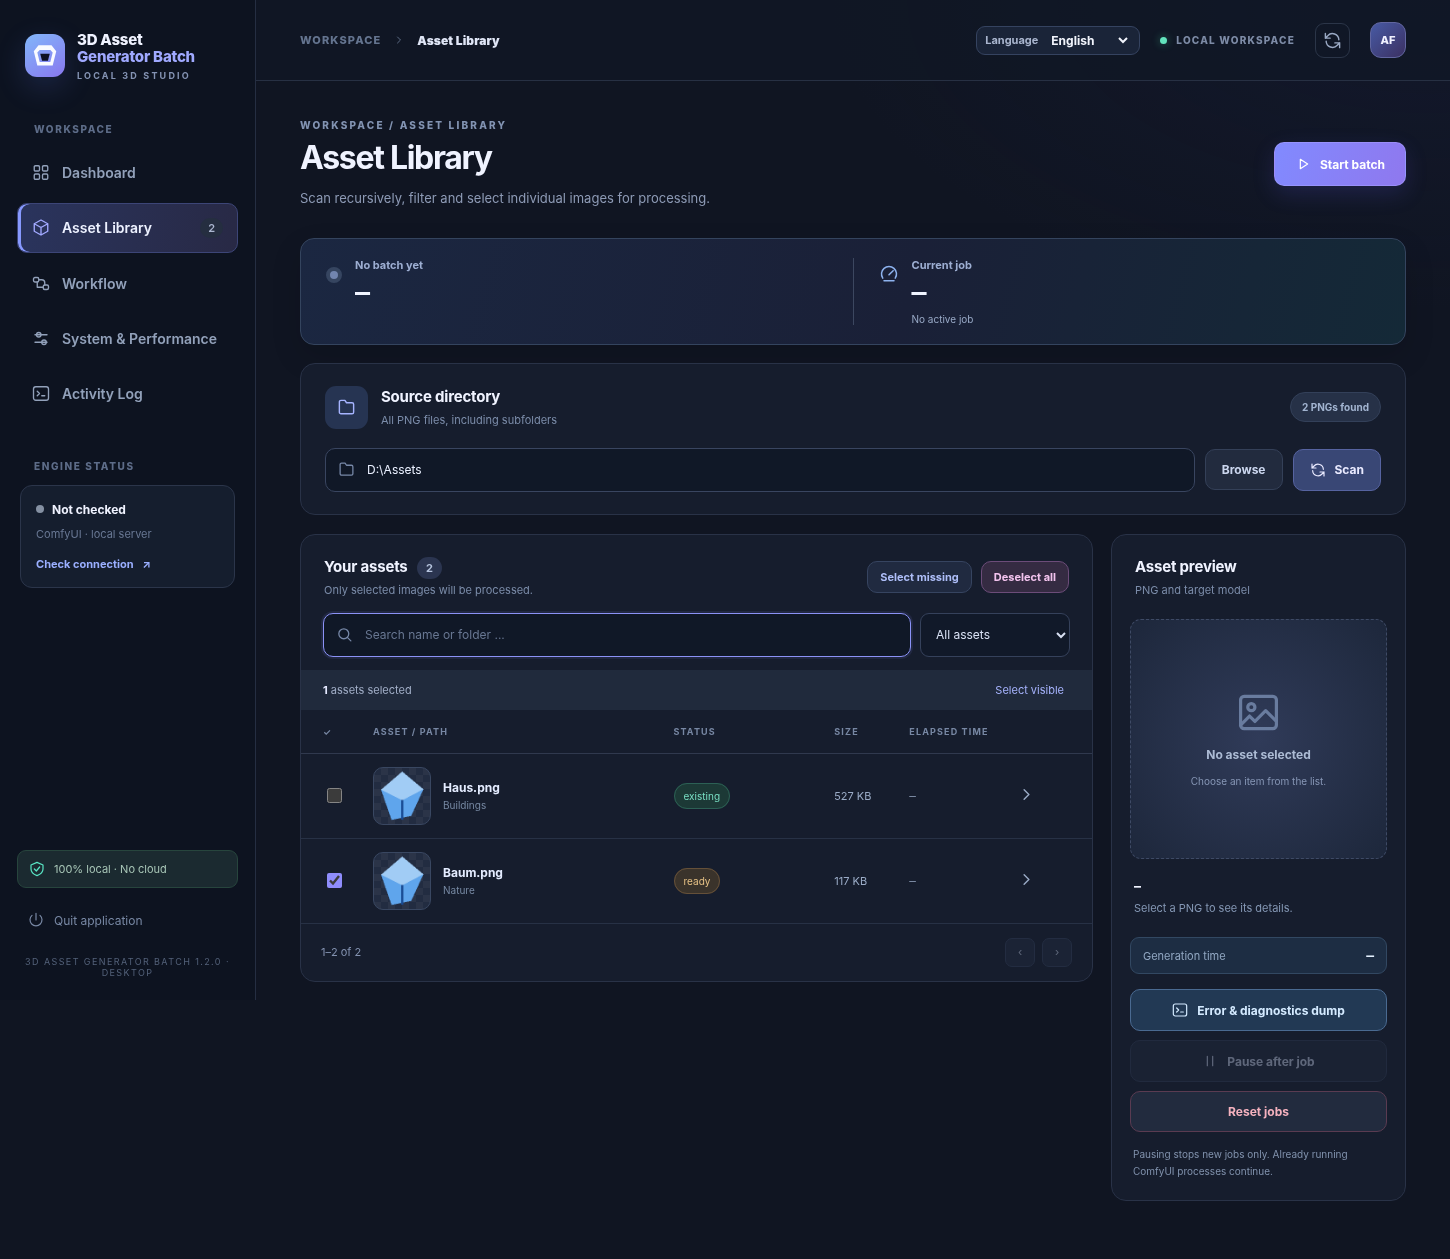 3D Asset
Generator Batch
LOCAL 3D STUDIO
WORKSPACE
Dashboard
Asset Library 2
Workflow
System & Performance
Activity Log
ENGINE STATUS
Not checked
ComfyUI · local server
Check connection
100% local · No cloud
Quit application
3D ASSET GENERATOR BATCH 1.2.0 ·
DESKTOP
WORKSPACE > Asset Library
Language English
LOCAL WORKSPACE
AF
WORKSPACE / ASSET LIBRARY
Asset Library
Scan recursively, filter and select individual images for processing.
Start batch
No batch yet
—
Current job
—
No active job
Source directory
All PNG files, including subfolders
2 PNGs found
D:\Assets
Browse
Scan
Your assets 2
Only selected images will be processed.
Select missing
Deselect all
Search name or folder ...
All assets
1 assets selected
Select visible
✓ ASSET / PATH STATUS SIZE ELAPSED TIME
Haus.png
Buildings
existing 527 KB –
Baum.png
Nature
ready 117 KB –
1–2 of 2
‹ ›
Asset preview
PNG and target model
No asset selected
Choose an item from the list.
–
Select a PNG to see its details.
Generation time –
Error & diagnostics dump
Pause after job
Reset jobs
Pausing stops new jobs only. Already running
ComfyUI processes continue.